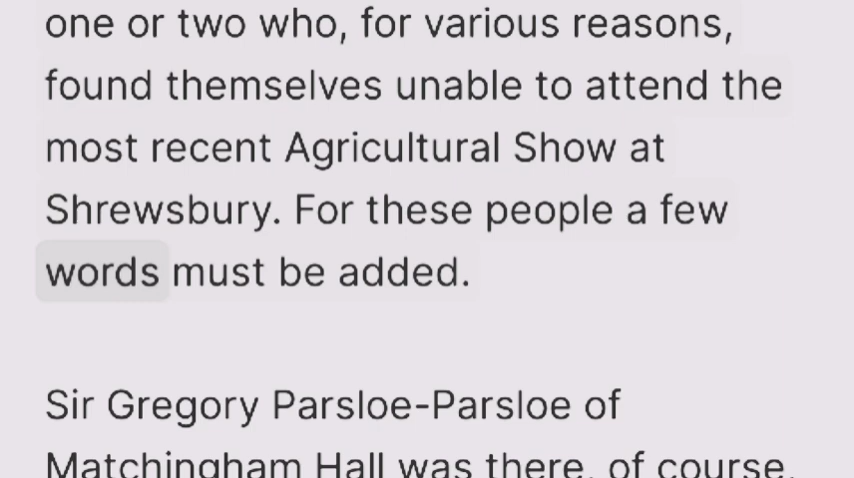 one or two who, for various reasons,
found themselves unable to attend the
most recent Agricultural Show at
Shrewsbury. For these people a few
words must be added.
Sir Gregory Parsloe-Parsloe of
Matchingham Hall was there, of course.